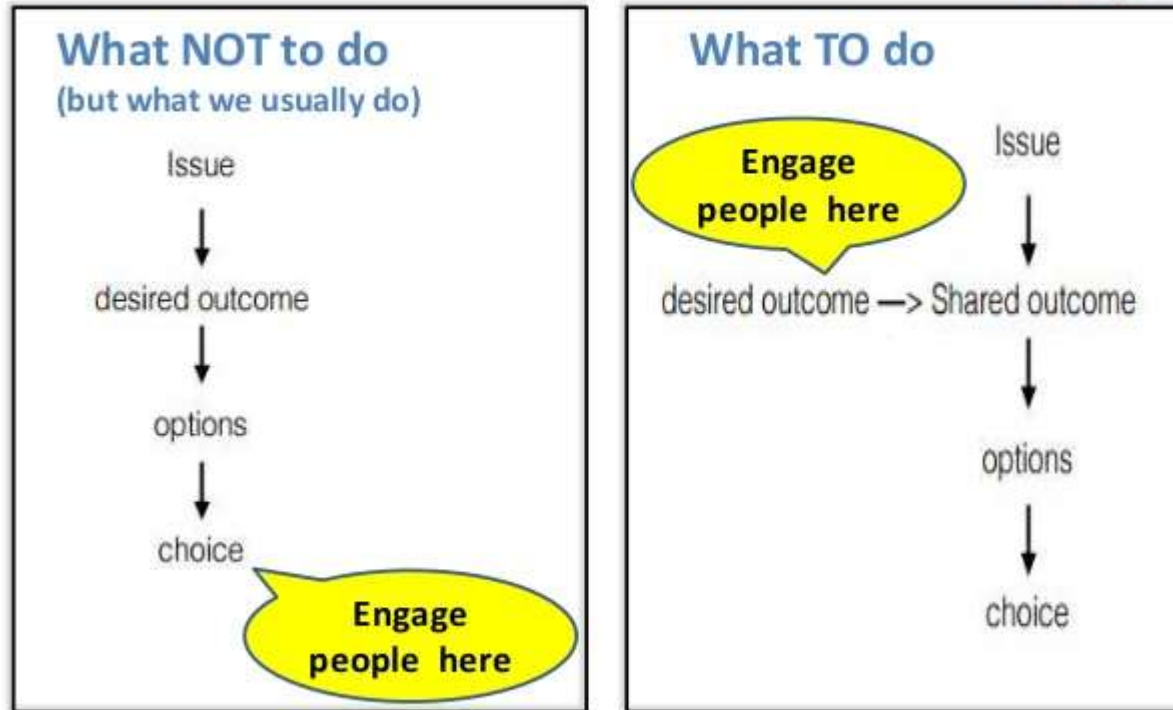 What NOT to do
(but what we usually do)
Issue
desired outcome
options
choice
Engage
people here
What TO do
Engage
people here
Issue
desired outcome —> Shared outcome
options
choice